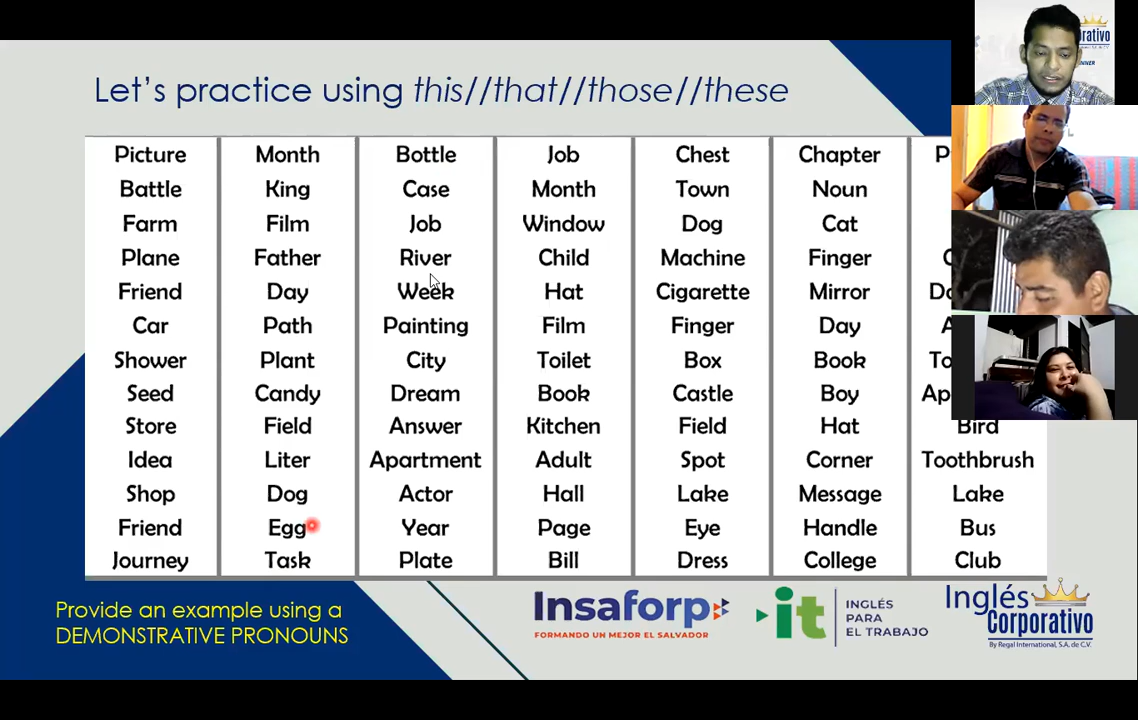 Let's practice using this//that//those//these
Picture Month Bottle Job Chest Chapter
Battle King Case Month Town Noun
Farm Film Job Window Dog Cat
Plane Father River Child Machine Finger
Friend Day Week Hat Cigarette Mirror
Car Path Painting Film Finger Day
Shower Plant City Toilet Box Book
Seed Candy Dream Book Castle Boy
Store Field Answer Kitchen Field Hat Bird
Idea Liter Apartment Adult Spot Corner Toothbrush
Shop Dog Actor Hall Lake Message Lake
Friend Egg Year Page Eye Handle Bus
Journey Task Plate Bill Dress College Club
Provide an example using a
DEMONSTRATIVE PRONOUNS
Insaforp
FORMANDO UN MEJOR EL SALVADOR
it
INGLÉS
PARA
EL TRABAJO
Inglés
Corporativo
By Regal International, S.A. de C.V.